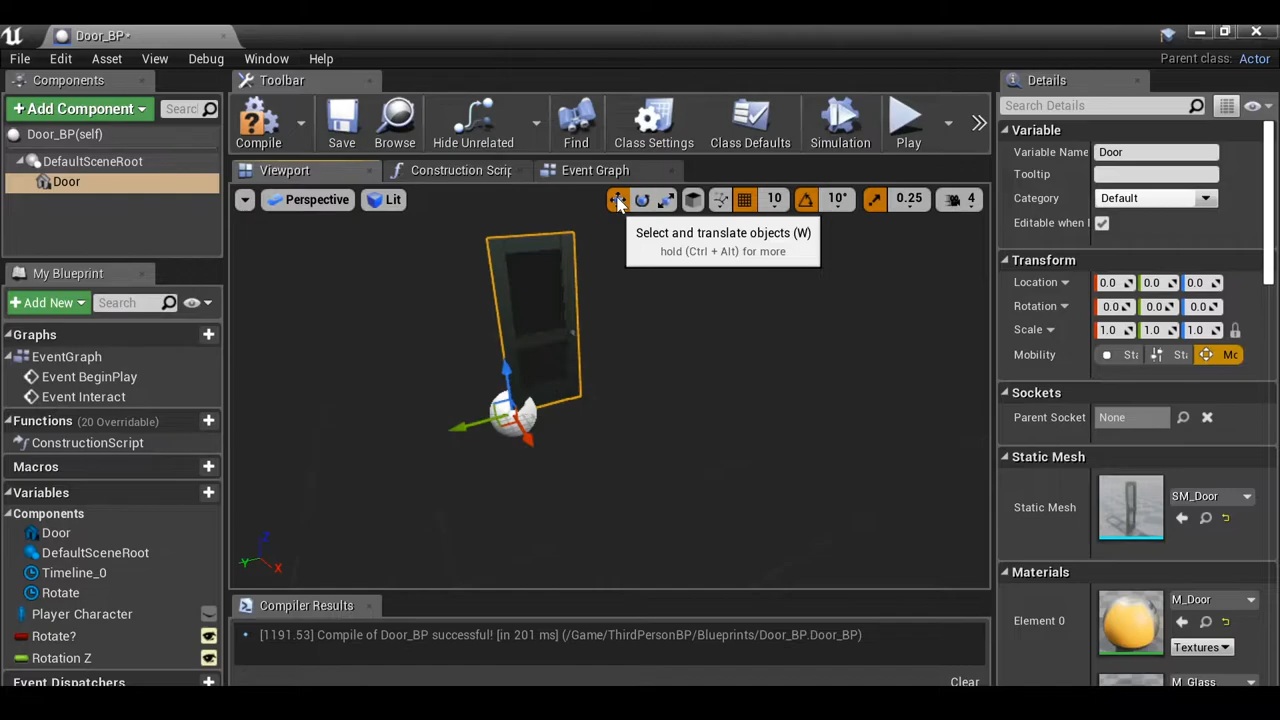 Door_BP*
File Edit Asset View Debug Window Help
Parent class: Actor
Components
Add Component
Search
Door_BP(self)
DefaultSceneRoot
Door
My Blueprint
Add New
Search
Graphs
EventGraph
Event BeginPlay
Event Interact
Functions (20 Overridable)
ConstructionScript
Macros
Variables
Components
Door
DefaultSceneRoot
Timeline_0
Rotate
Player Character
Rotate?
Rotation Z
Event Dispatchers
Toolbar
Compile
Save
Browse
Hide Unrelated
Find
Class Settings
Class Defaults
Simulation
Play
Viewport
Construction Scrip
Event Graph
Perspective
Lit
10
10°
0.25
4
Select and translate objects (W)
hold (Ctrl + Alt) for more
Z
Y
X
Compiler Results
[1191.53] Compile of Door_BP successful! [in 201 ms] (/Game/ThirdPersonBP/Blueprints/Door_BP.Door_BP)
Clear
Details
Search Details
Variable
Variable Name Door
Tooltip
Category Default
Editable when I
Transform
Location 0.0 0.0 0.0
Rotation 0.0 0.0 0.0
Scale 1.0 1.0 1.0
Mobility Sta Sta Mc
Sockets
Parent Socket None
Static Mesh
Static Mesh SM_Door
Materials
Element 0 M_Door
Textures
M_Glass